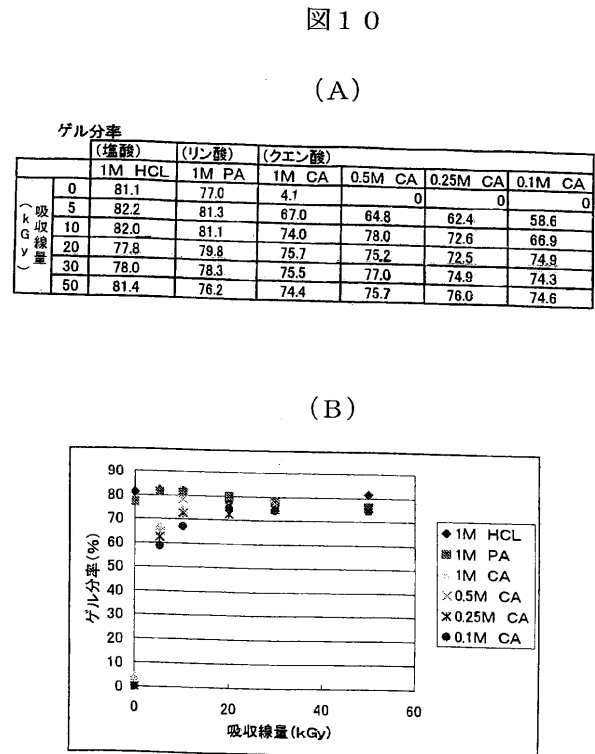 図１０
(A)
ゲル分率
(塩酸) (リン酸) (クエン酸)
1M HCL 1M PA 1M CA 0.5M CA 0.25M CA 0.1M CA
吸収線量(kGy)
0 81.1 77.0 4.1 0 0 0
5 82.2 81.3 67.0 64.8 62.4 58.6
10 82.0 81.1 74.0 78.0 72.6 66.9
20 77.8 79.8 75.7 75.2 72.5 74.9
30 78.0 78.3 75.5 77.0 74.9 74.3
50 81.4 76.2 74.4 75.7 76.0 74.6
(B)
ゲル分率(%)
90
80
70
60
50
40
30
20
10
0
0 20 40 60
吸収線量(kGy)
1M HCL
1M PA
1M CA
0.5M CA
0.25M CA
0.1M CA